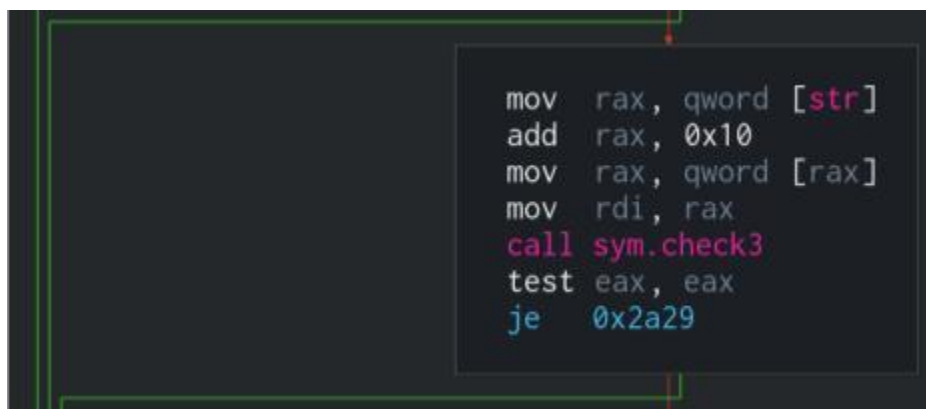 mov rax, qword [str]
add rax, 0x10
mov rax, qword [rax]
mov rdi, rax
call sym.check3
test eax, eax
je 0x2a29